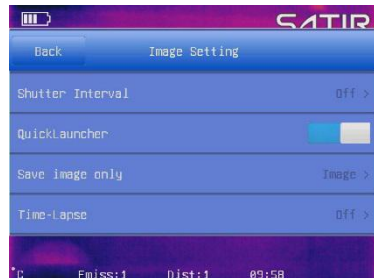 SATIR
Back Image Setting
Shutter Interval Off >
QuickLauncher
Save image only Image >
Time-Lapse Off >
°C Emiss:1 Dist:1 09:58